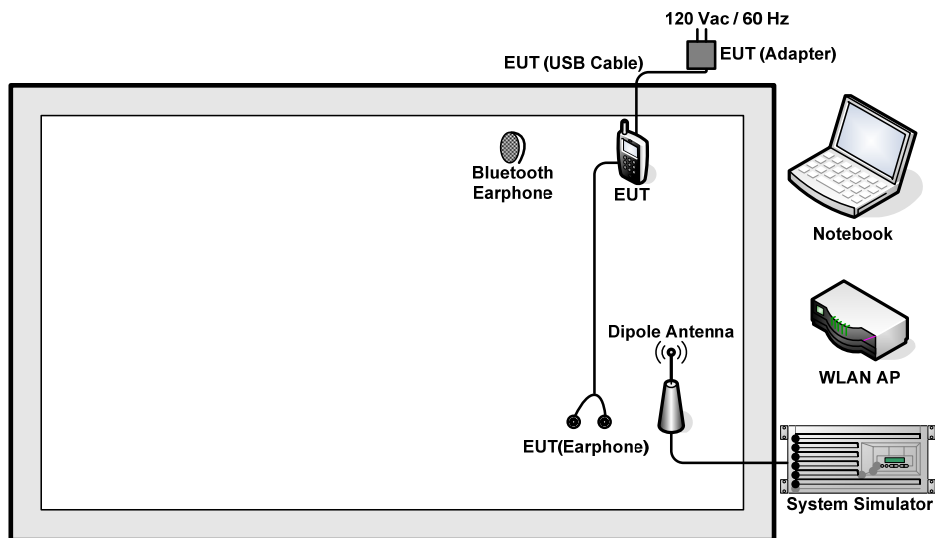 120 Vac / 60 Hz
EUT (USB Cable)
EUT (Adapter)
Bluetooth
Earphone
EUT
Notebook
Dipole Antenna
WLAN AP
EUT(Earphone)
System Simulator